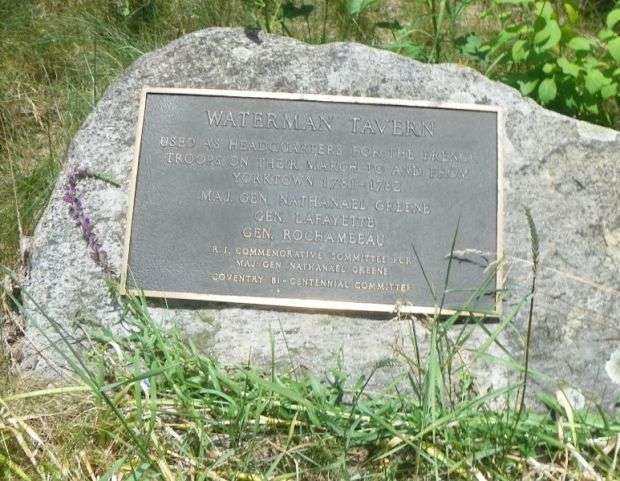 WATERMAN TAVERN
USED AS HEADQUARTERS FOR THE FRENCH
TROOPS ON THEIR MARCH TO AND FROM
YORKTOWN 1781-1782
MAJ. GEN. NATHANAEL GREENE
GEN. LAFAYETTE
GEN. ROCHAMBEAU
R.I. COMMEMORATIVE COMMITTEE FOR
MAJ. GEN. NATHANAEL GREENE
COVENTRY BI-CENTENNIAL COMMITTEE